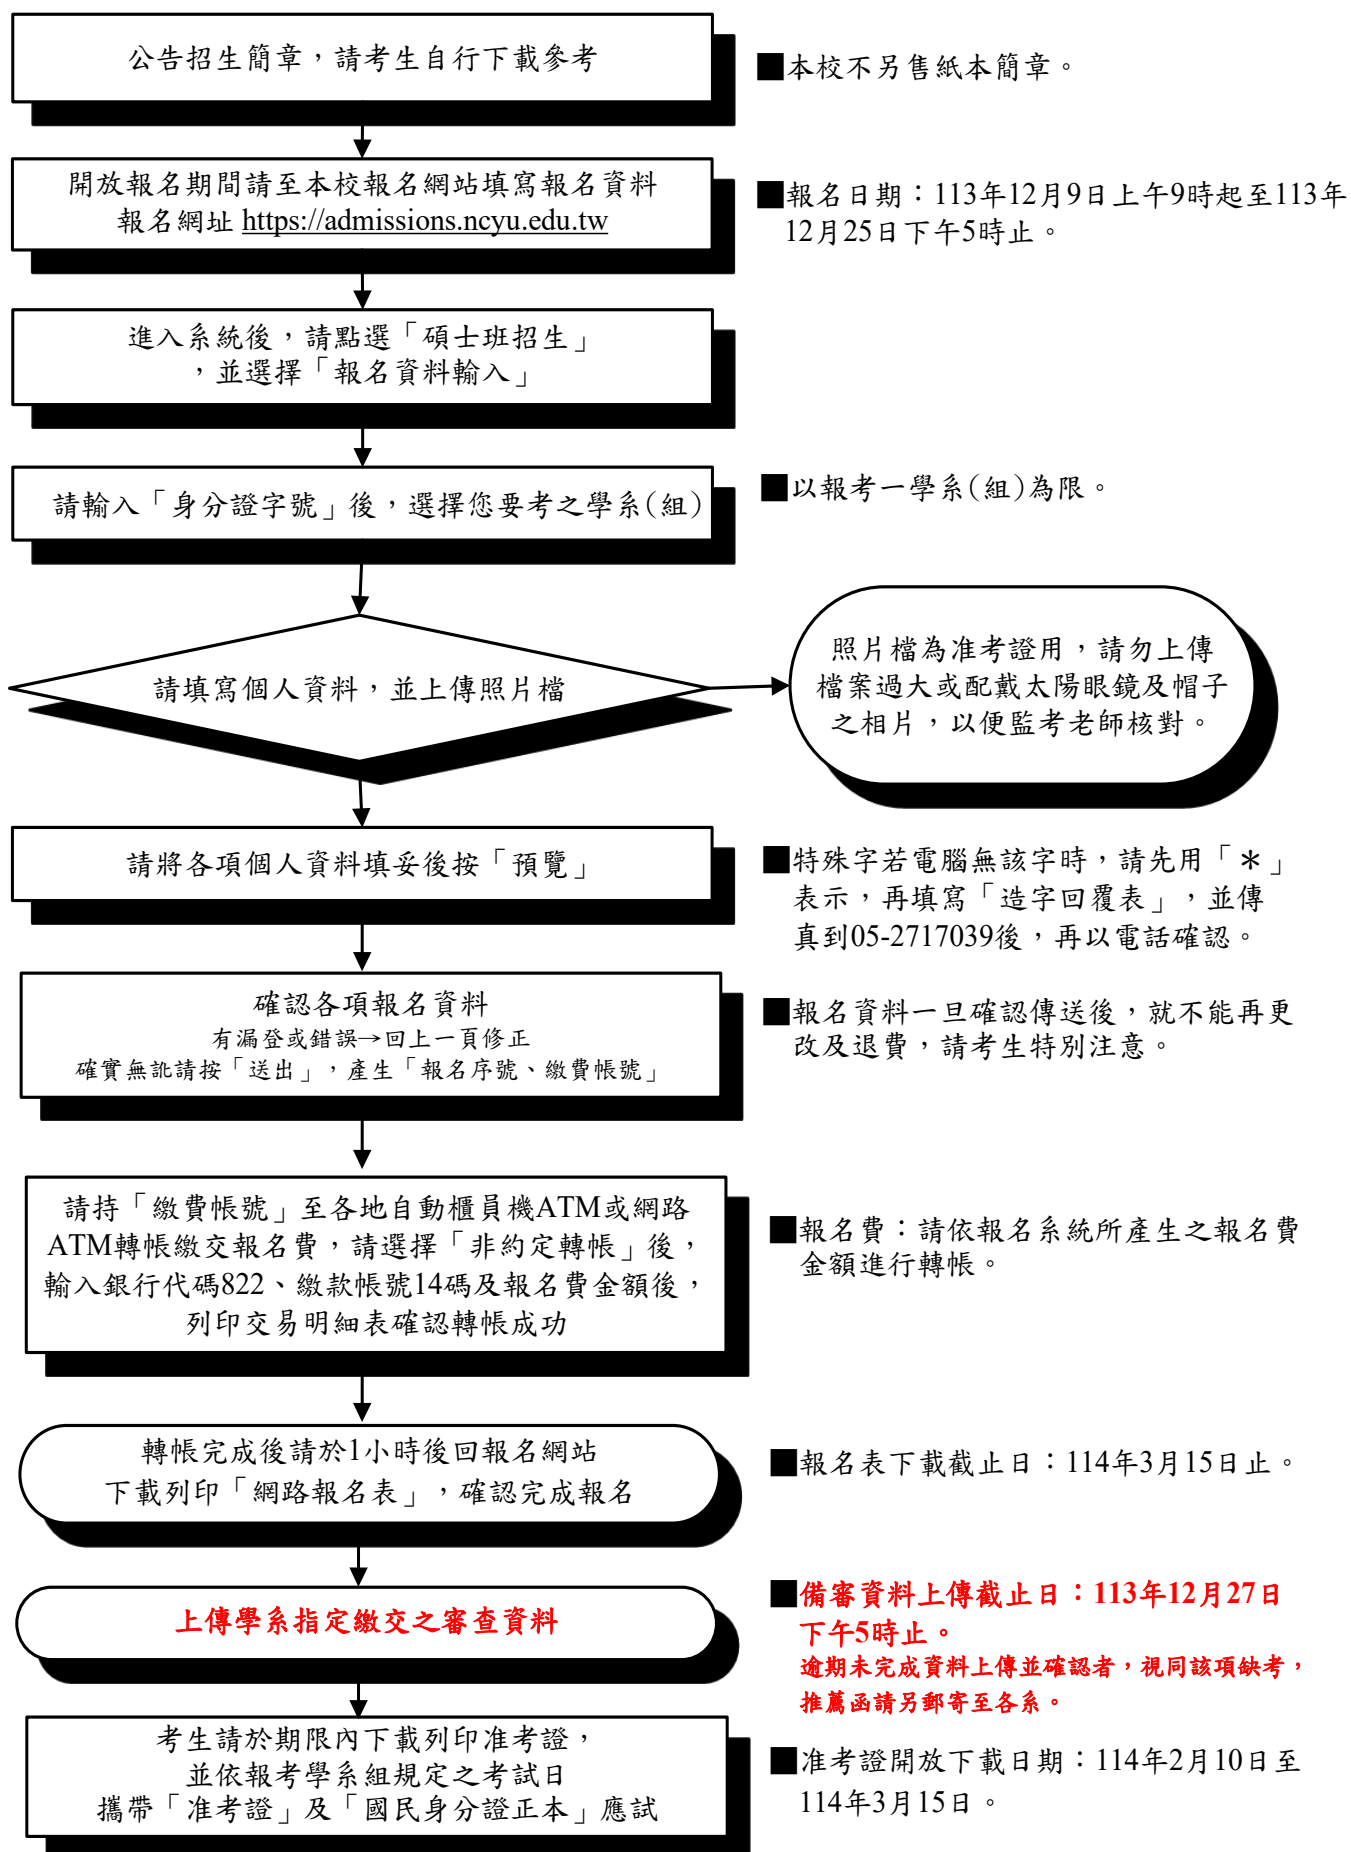 公告招生簡章，請考生自行下載參考
■本校不另售紙本簡章。
開放報名期間請至本校報名網站填寫報名資料
報名網址 https://admissions.ncyu.edu.tw
■報名日期：113年12月9日上午9時起至113年
12月25日下午5時止。
進入系統後，請點選「碩士班招生」
，並選擇「報名資料輸入」
請輸入「身分證字號」後，選擇您要考之學系(組)
■以報考一學系(組)為限。
請填寫個人資料，並上傳照片檔
照片檔為准考證用，請勿上傳
檔案過大或配戴太陽眼鏡及帽子
之相片，以便監考老師核對。
請將各項個人資料填妥後按「預覽」
■特殊字若電腦無該字時，請先用「＊」
表示，再填寫「造字回覆表」，並傳
真到05-2717039後，再以電話確認。
確認各項報名資料
有漏登或錯誤→回上一頁修正
確實無訛請按「送出」，產生「報名序號、繳費帳號」
■報名資料一旦確認傳送後，就不能再更
改及退費，請考生特別注意。
請持「繳費帳號」至各地自動櫃員機ATM或網路
ATM轉帳繳交報名費，請選擇「非約定轉帳」後，
輸入銀行代碼822、繳款帳號14碼及報名費金額後，
列印交易明細表確認轉帳成功
■報名費：請依報名系統所產生之報名費
金額進行轉帳。
轉帳完成後請於1小時後回報名網站
下載列印「網路報名表」，確認完成報名
■報名表下載截止日：114年3月15日止。
上傳學系指定繳交之審查資料
■備審資料上傳截止日：113年12月27日
下午5時止。
逾期未完成資料上傳並確認者，視同該項缺考，
推薦函請另郵寄至各系。
考生請於期限內下載列印准考證，
並依報考學系組規定之考試日
攜帶「准考證」及「國民身分證正本」應試
■准考證開放下載日期：114年2月10日至
114年3月15日。